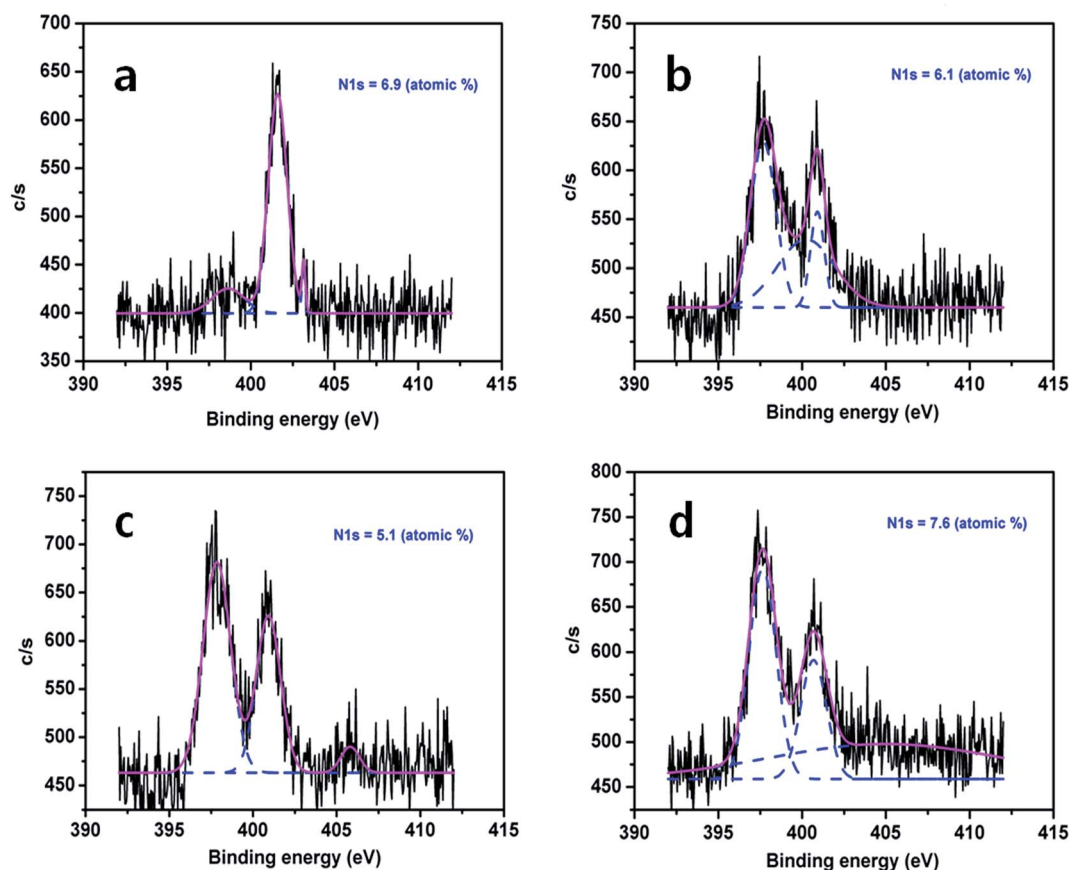 a
N1s = 6.9 (atomic %)
c/s
700
650
600
550
500
450
400
350
390 395 400 405 410 415
Binding energy (eV)
b
N1s = 6.1 (atomic %)
c/s
750
700
650
600
550
500
450
390 395 400 405 410 415
Binding energy (eV)
c
N1s = 5.1 (atomic %)
c/s
750
700
650
600
550
500
450
390 395 400 405 410 415
Binding energy (eV)
d
N1s = 7.6 (atomic %)
c/s
800
750
700
650
600
550
500
450
390 395 400 405 410 415
Binding energy (eV)